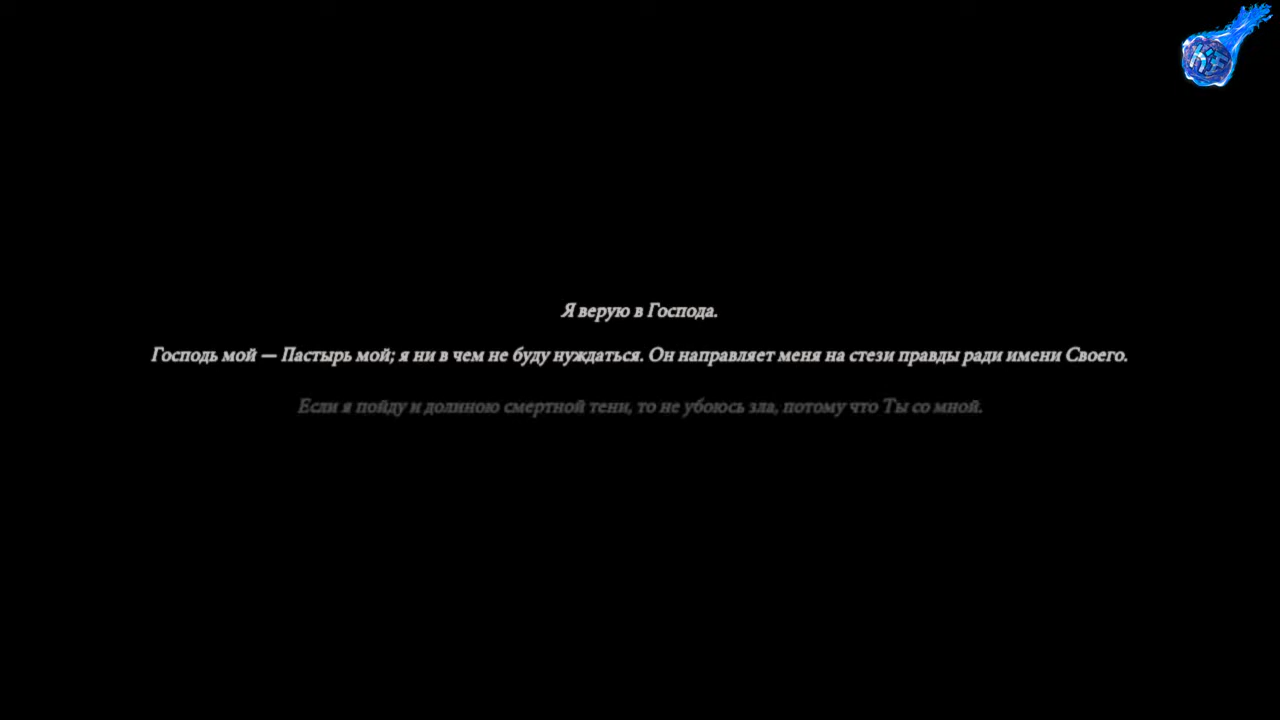 Я верую в Господа.
Господь мой — Пастырь мой; я ни в чем не буду нуждаться. Он направляет меня на стези правды ради имени Своего.
Если я пойду и долиною смертной тени, то не убоюсь зла, потому что Ты со мной.